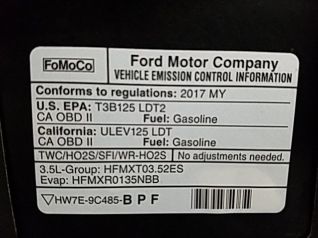 FoMoCo
Ford Motor Company
VEHICLE EMISSION CONTROL INFORMATION
Conforms to regulations: 2017 MY
U.S. EPA: T3B125 LDT2
CA OBD II Fuel: Gasoline
California: ULEV125 LDT
CA OBD II Fuel: Gasoline
TWC/HO2S/SFI/WR-HO2S No adjustments needed.
3.5L-Group: HFMXT03.52ES
Evap: HFMXR0135NBB
HW7E-9C485-BPF